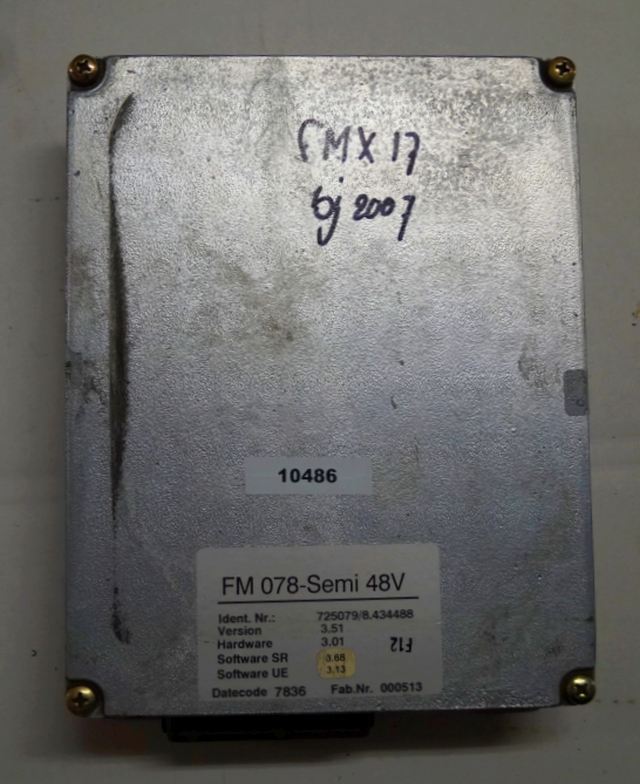 FMX 17
bj 2007
10486
FM 078-Semi 48V
Ident. Nr.: 725079/8.434488
Version 3.51
Hardware 3.01 F12
Software SR 3.66
Software UE 3.13
Datecode 7836 Fab.Nr. 000513